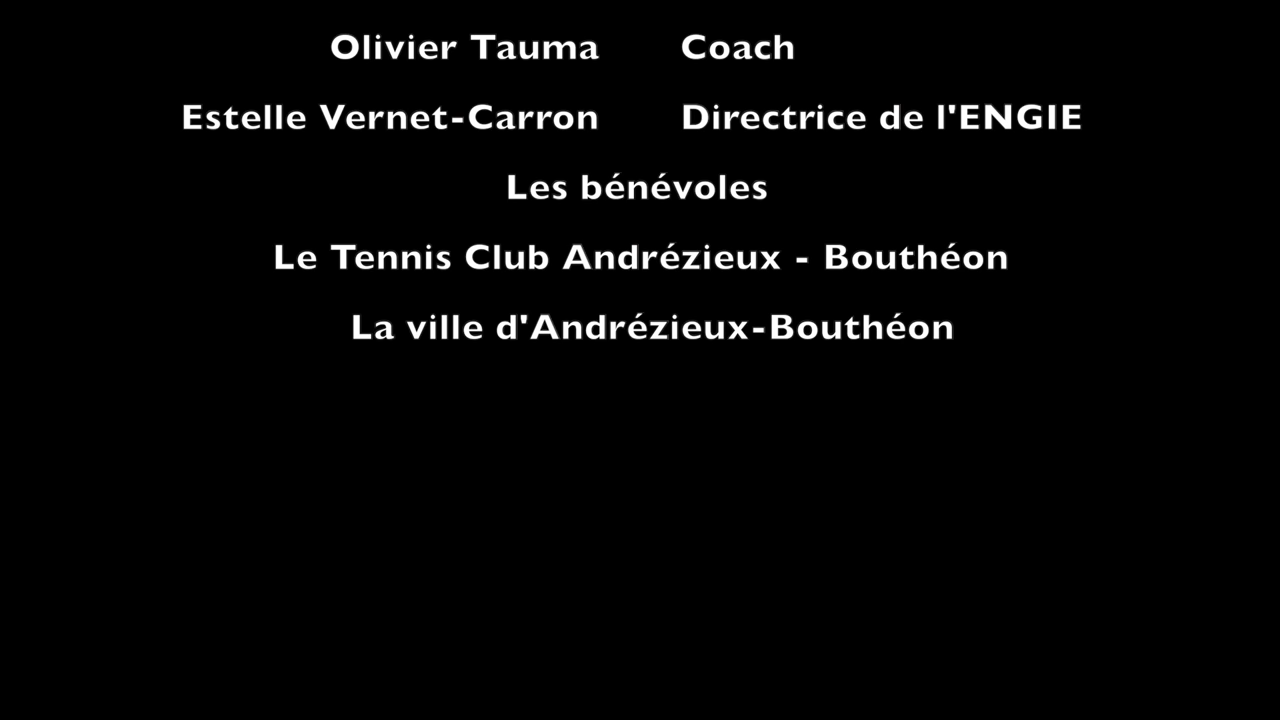 Olivier Tauma Coach
Estelle Vernet-Carron Directrice de l'ENGIE
Les bénévoles
Le Tennis Club Andrézieux - Bouthéon
La ville d'Andrézieux-Bouthéon